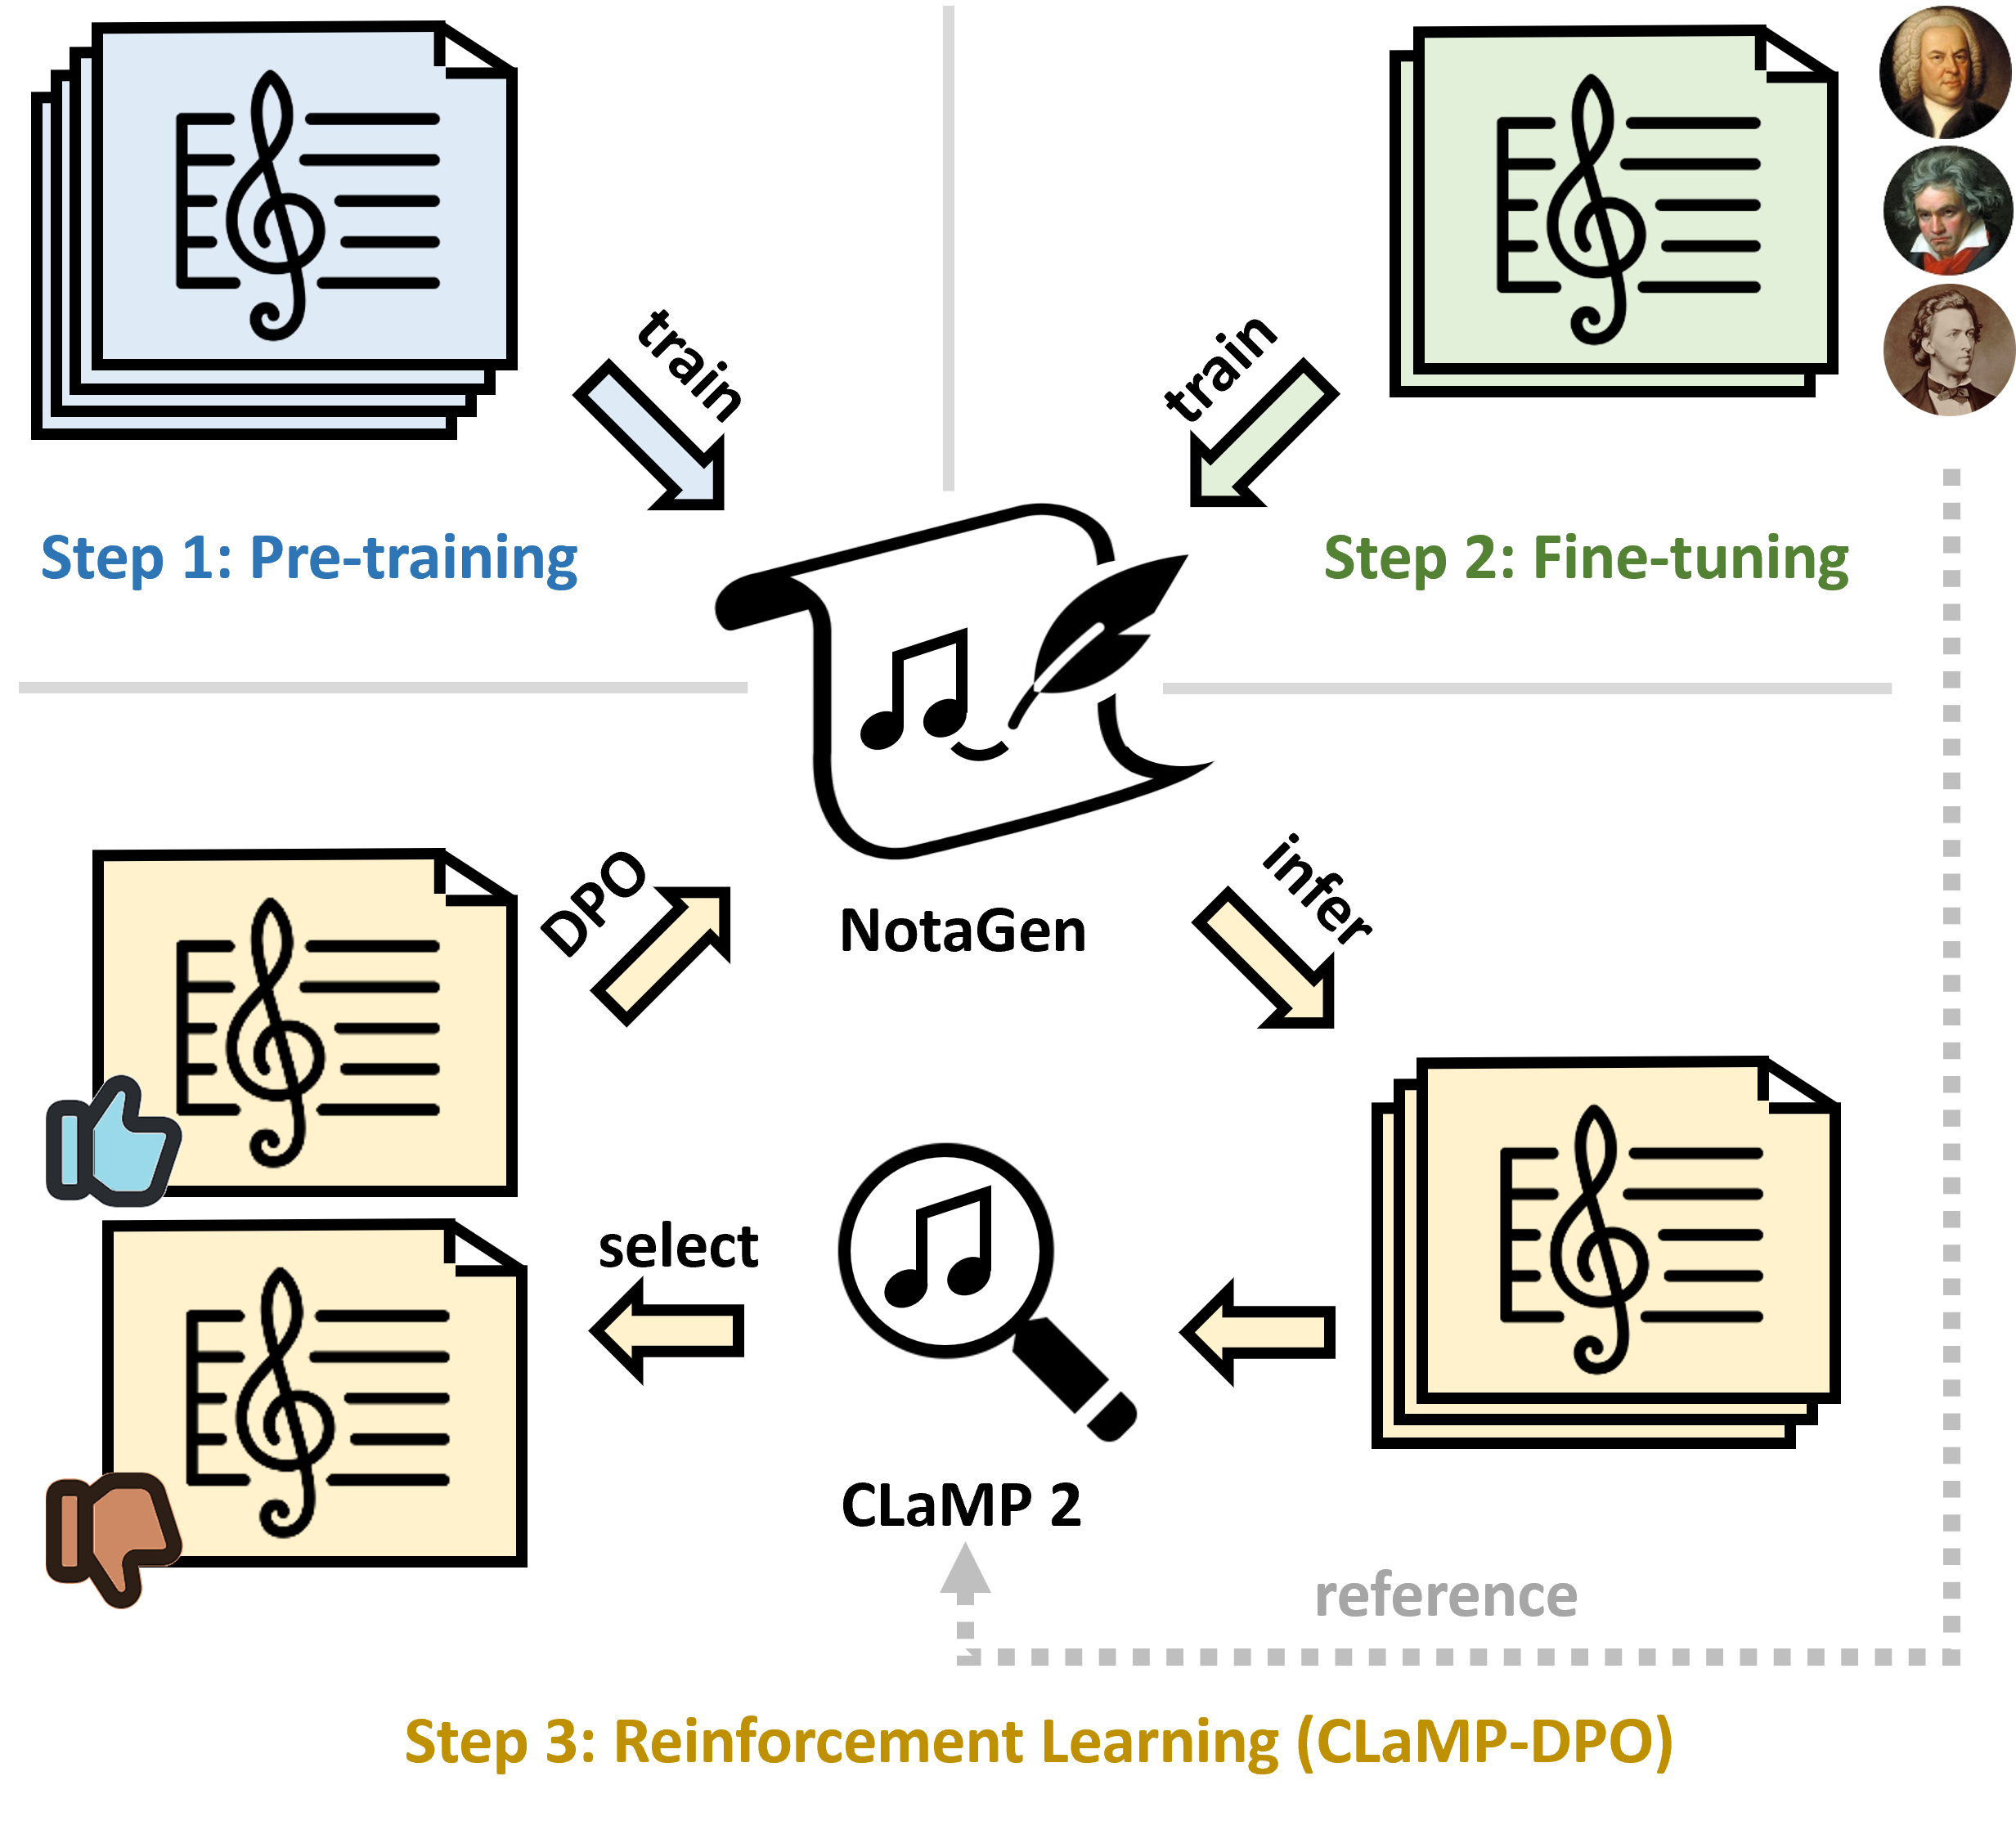 train
train
Step 1: Pre-training
Step 2: Fine-tuning
DPO
NotaGen
infer
select
CLaMP 2
reference
Step 3: Reinforcement Learning (CLaMP-DPO)